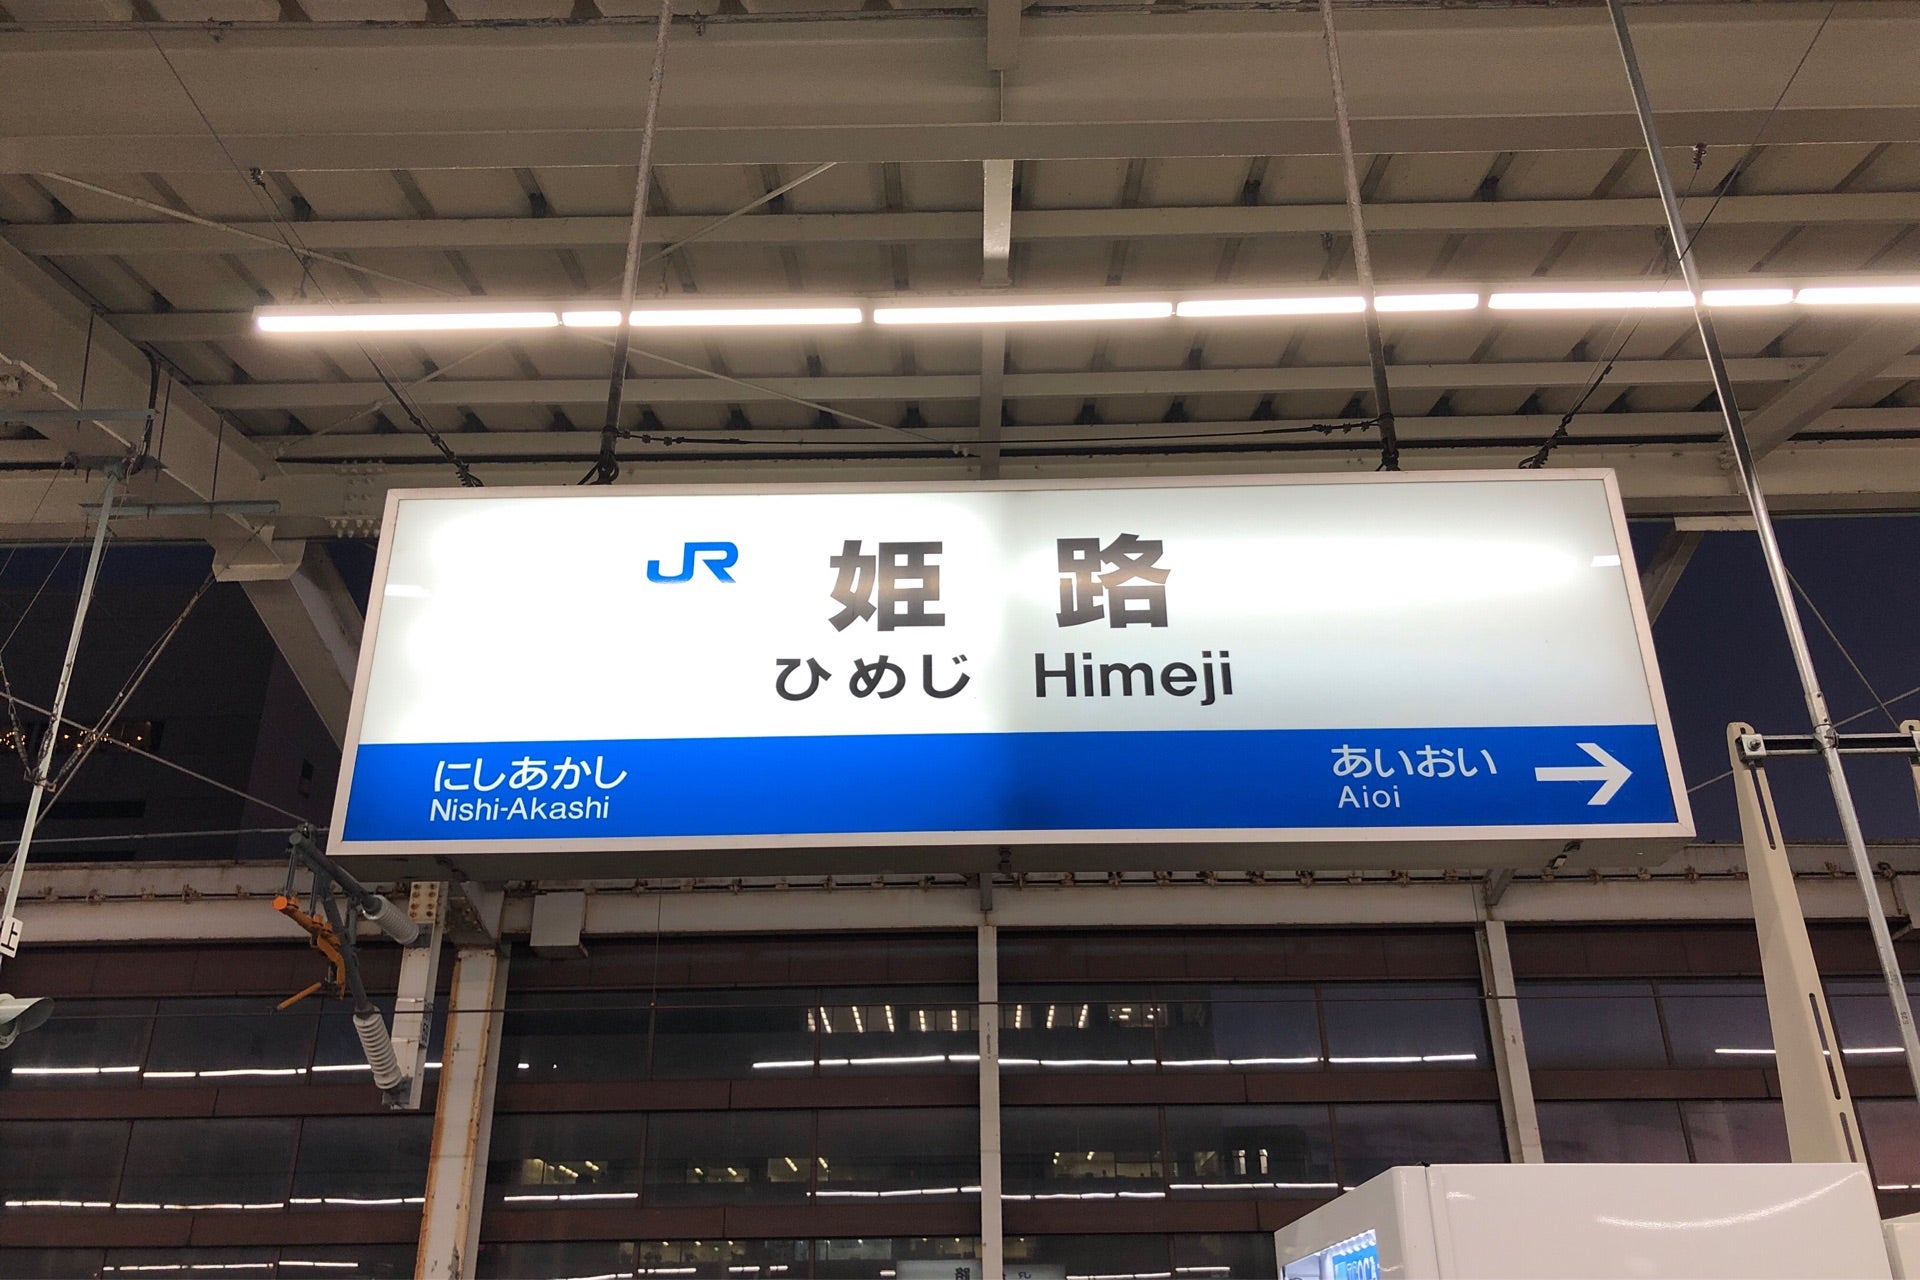 JR 姫路
ひめじ Himeji
にしあかし
Nishi-Akashi
あいおい →
Aioi
上